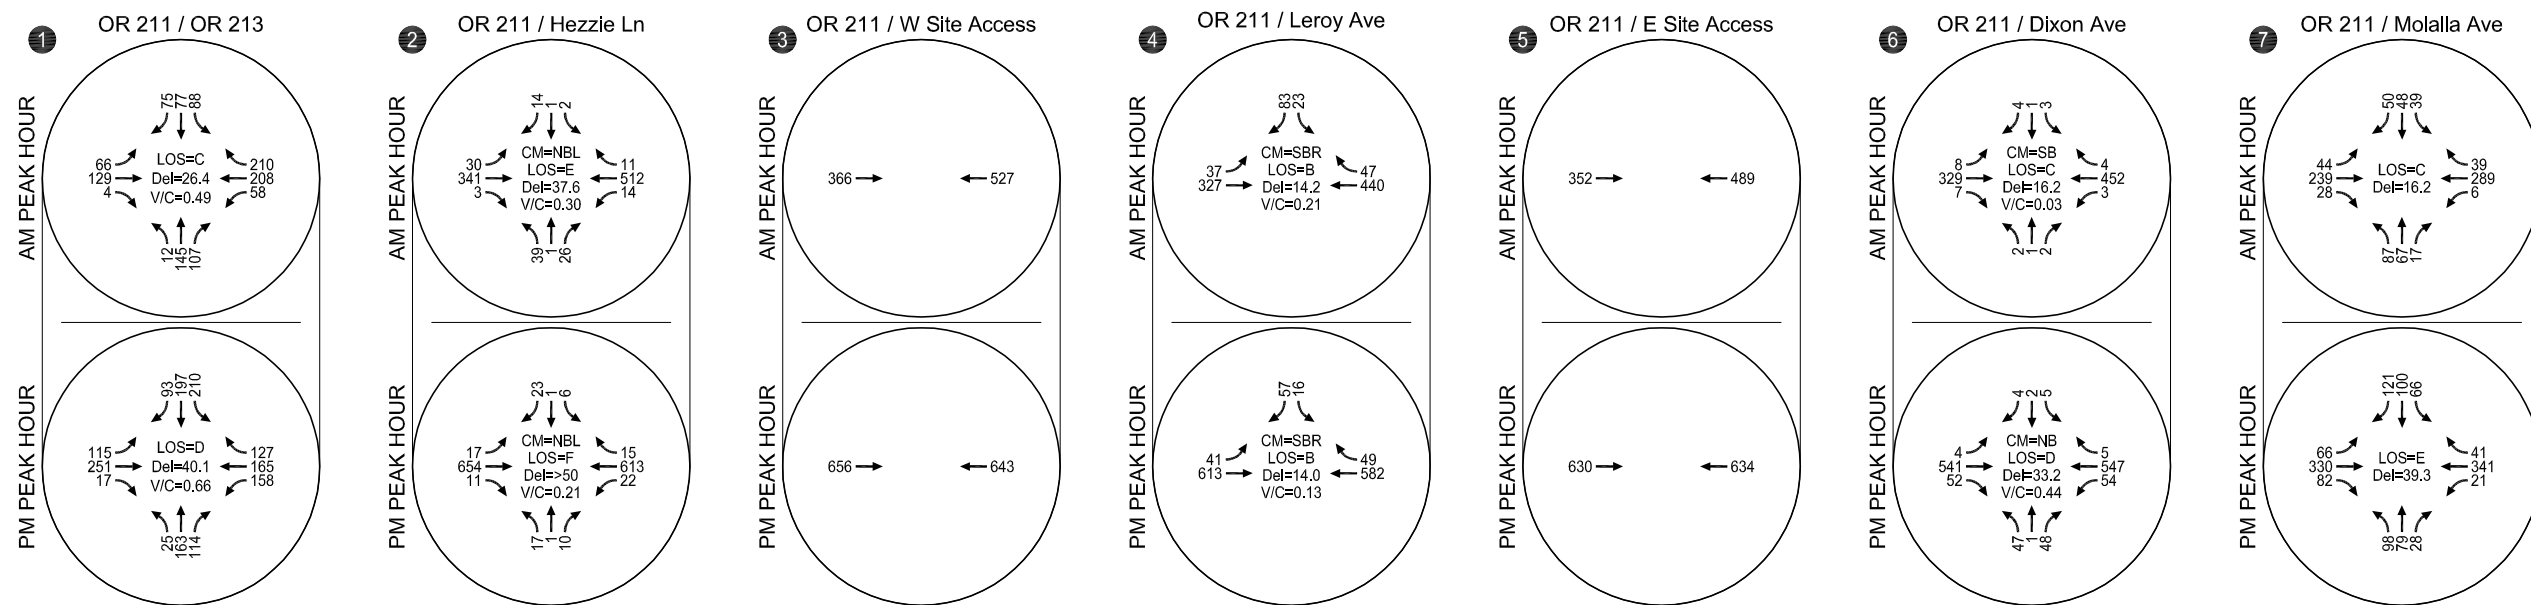 1
OR 211 / OR 213
AM PEAK HOUR
75
77
88
66
129
4
LOS=C
Del=26.4
V/C=0.49
210
208
58
12
145
107
PM PEAK HOUR
93
197
210
115
251
17
LOS=D
Del=40.1
V/C=0.66
127
165
158
25
163
114
2
OR 211 / Hezzie Ln
AM PEAK HOUR
14
1
2
30
341
3
CM=NBL
LOS=E
Del=37.6
V/C=0.30
11
512
14
39
1
26
PM PEAK HOUR
23
1
6
17
654
11
CM=NBL
LOS=F
Del=>50
V/C=0.21
15
613
22
17
1
10
3
OR 211 / W Site Access
AM PEAK HOUR
366
527
PM PEAK HOUR
656
643
4
OR 211 / Leroy Ave
AM PEAK HOUR
83
23
37
327
CM=SBR
LOS=B
Del=14.2
V/C=0.21
47
440
PM PEAK HOUR
57
16
41
613
CM=SBR
LOS=B
Del=14.0
V/C=0.13
49
582
5
OR 211 / E Site Access
AM PEAK HOUR
352
489
PM PEAK HOUR
630
634
6
OR 211 / Dixon Ave
AM PEAK HOUR
4
1
3
8
329
7
CM=SB
LOS=C
Del=16.2
V/C=0.03
4
452
3
2
1
2
PM PEAK HOUR
4
2
5
4
541
52
CM=NB
LOS=D
Del=33.2
V/C=0.44
5
547
54
47
1
48
7
OR 211 / Molalla Ave
AM PEAK HOUR
50
48
39
44
239
28
LOS=C
Del=16.2
39
289
6
87
67
17
PM PEAK HOUR
121
100
66
66
330
82
LOS=E
Del=39.3
41
341
21
98
79
28